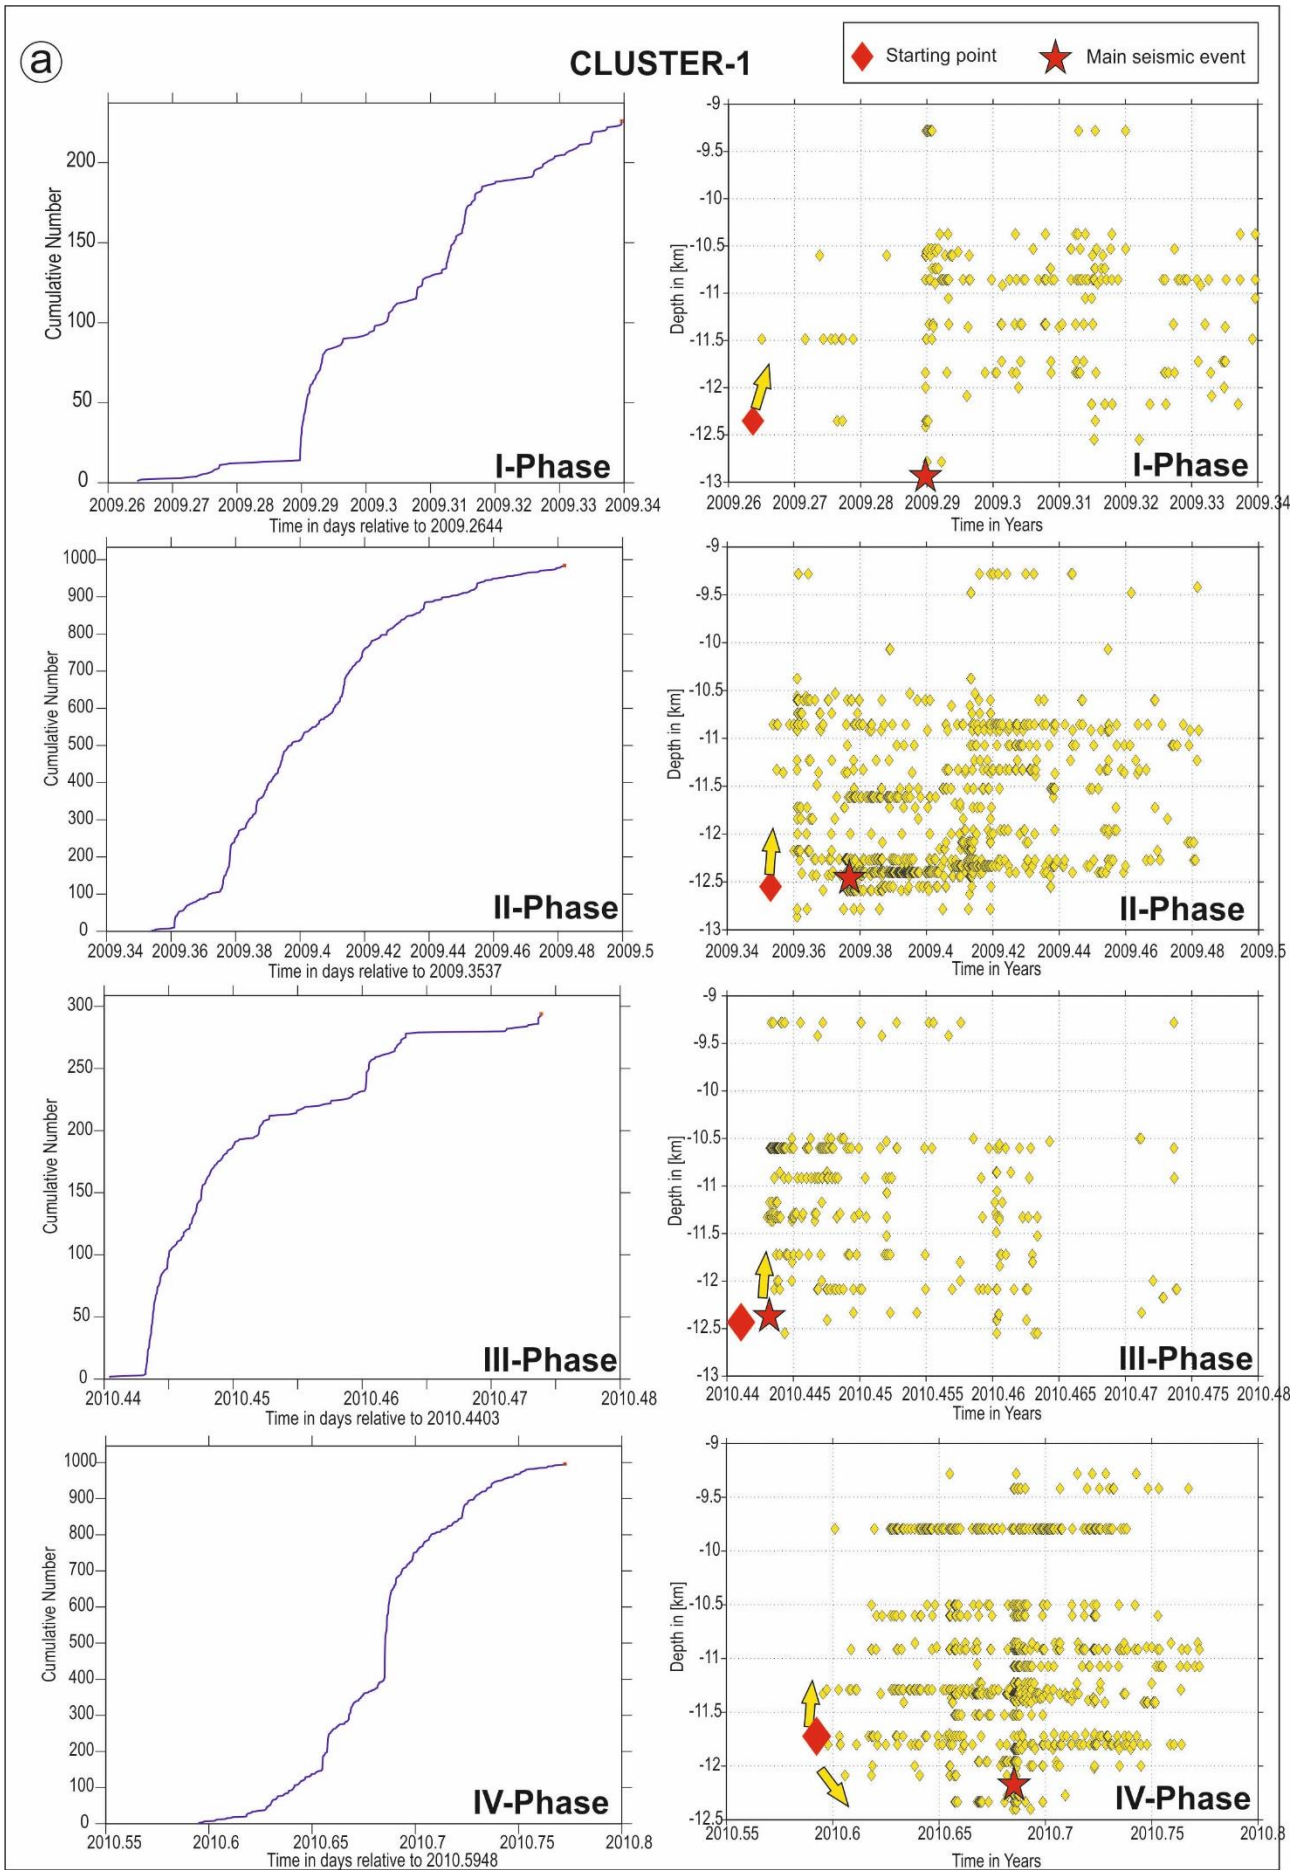 a
CLUSTER-1
Starting point
Main seismic event
Cumulative Number
200
150
100
50
0
I-Phase
2009.26 2009.27 2009.28 2009.29 2009.3 2009.31 2009.32 2009.33 2009.34
Time in days relative to 2009.2644
Depth in [km]
-9
-9.5
-10
-10.5
-11
-11.5
-12
-12.5
-13
I-Phase
2009.26 2009.27 2009.28 2009.29 2009.3 2009.31 2009.32 2009.33 2009.34
Time in Years
Cumulative Number
1000
900
800
700
600
500
400
300
200
100
0
II-Phase
2009.34 2009.36 2009.38 2009.4 2009.42 2009.44 2009.46 2009.48 2009.5
Time in days relative to 2009.3537
Depth in [km]
-9
-9.5
-10
-10.5
-11
-11.5
-12
-12.5
-13
II-Phase
2009.34 2009.36 2009.38 2009.4 2009.42 2009.44 2009.46 2009.48 2009.5
Time in Years
Cumulative Number
300
250
200
150
100
50
0
III-Phase
2010.44 2010.45 2010.46 2010.47 2010.48
Time in days relative to 2010.4403
Depth in [km]
-9
-9.5
-10
-10.5
-11
-11.5
-12
-12.5
-13
III-Phase
2010.44 2010.445 2010.45 2010.455 2010.46 2010.465 2010.47 2010.475 2010.48
Time in Years
Cumulative Number
1000
900
800
700
600
500
400
300
200
100
0
IV-Phase
2010.55 2010.6 2010.65 2010.7 2010.75 2010.8
Time in days relative to 2010.5948
Depth in [km]
-9
-9.5
-10
-10.5
-11
-11.5
-12
-12.5
IV-Phase
2010.55 2010.6 2010.65 2010.7 2010.75 2010.8
Time in Years